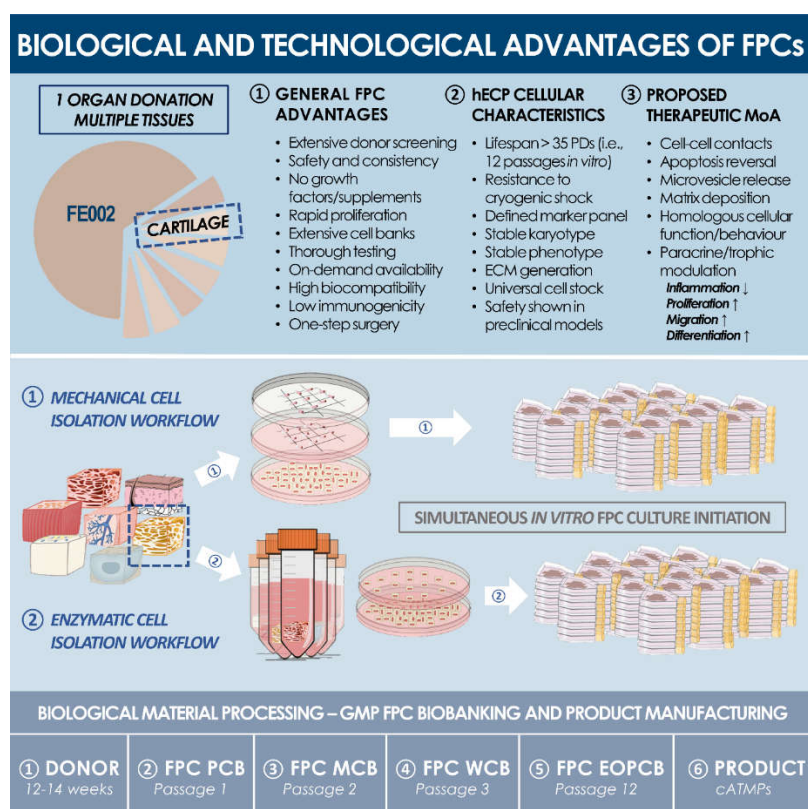 BIOLOGICAL AND TECHNOLOGICAL ADVANTAGES OF FPCs
1 ORGAN DONATION
MULTIPLE TISSUES
FE002
CARTILAGE
① GENERAL FPC
ADVANTAGES
• Extensive donor screening
• Safety and consistency
• No growth
factors/supplements
• Rapid proliferation
• Extensive cell banks
• Thorough testing
• On-demand availability
• High biocompatibility
• Low immunogenicity
• One-step surgery
② hECP CELLULAR
CHARACTERISTICS
• Lifespan > 35 PDs (i.e.,
12 passages in vitro)
• Resistance to
cryogenic shock
• Defined marker panel
• Stable karyotype
• Stable phenotype
• ECM generation
• Universal cell stock
• Safety shown in
preclinical models
③ PROPOSED
THERAPEUTIC MoA
• Cell-cell contacts
• Apoptosis reversal
• Microvesicle release
• Matrix deposition
• Homologous cellular
function/behaviour
• Paracrine/trophic
modulation
Inflammation ↓
Proliferation ↑
Migration ↑
Differentiation ↑
① MECHANICAL CELL
ISOLATION WORKFLOW
①
①
SIMULTANEOUS IN VITRO FPC CULTURE INITIATION
②
②
② ENZYMATIC CELL
ISOLATION WORKFLOW
BIOLOGICAL MATERIAL PROCESSING – GMP FPC BIOBANKING AND PRODUCT MANUFACTURING
① DONOR
12-14 weeks
② FPC PCB
Passage 1
③ FPC MCB
Passage 2
④ FPC WCB
Passage 3
⑤ FPC EOPCB
Passage 12
⑥ PRODUCT
cATMPs